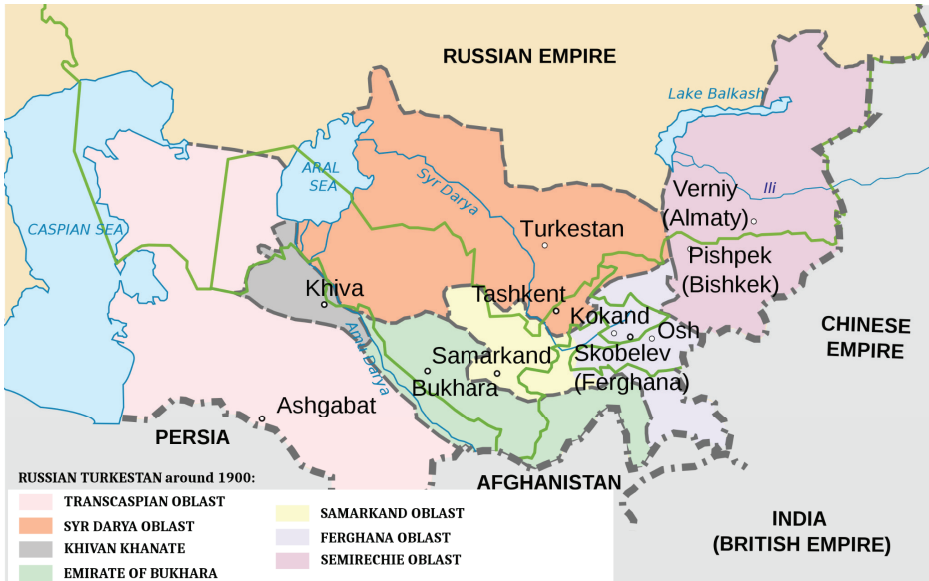 RUSSIAN EMPIRE
Lake Balkash
ARAL
SEA
Syr Darya
Verniy
(Almaty)
Ili
CASPIAN SEA
Turkestan
Pishpek
(Bishkek)
Khiva
Tashkent
Kokand
Osh
CHINESE
EMPIRE
Amu Darya
Samarkand
Skobelev
(Ferghana)
Bukhara
Ashgabat
PERSIA
AFGHANISTAN
INDIA
(BRITISH EMPIRE)
RUSSIAN TURKESTAN around 1900:
TRANSCASPIAN OBLAST
SYR DARYA OBLAST
KHIVAN KHANATE
EMIRATE OF BUKHARA
SAMARKAND OBLAST
FERGHANA OBLAST
SEMIRECHIE OBLAST